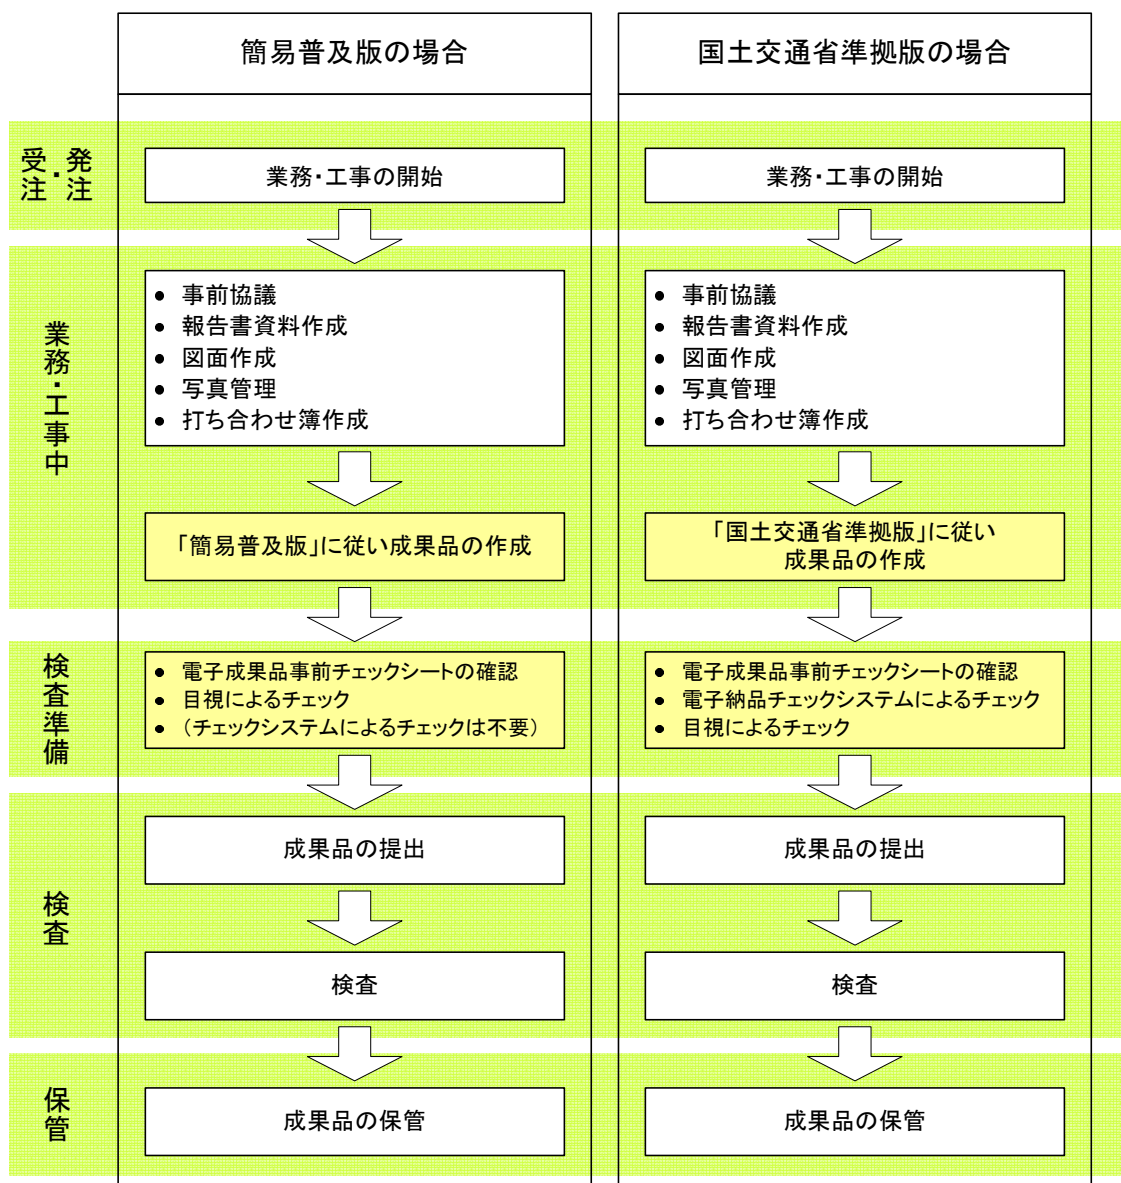 簡易普及版の場合
国土交通省準拠版の場合
受注・発注
業務・工事の開始
業務・工事の開始
業務・工事中
● 事前協議
● 報告書資料作成
● 図面作成
● 写真管理
● 打ち合わせ簿作成
● 事前協議
● 報告書資料作成
● 図面作成
● 写真管理
● 打ち合わせ簿作成
「簡易普及版」に従い成果品の作成
「国土交通省準拠版」に従い
成果品の作成
検査準備
● 電子成果品事前チェックシートの確認
● 目視によるチェック
● （チェックシステムによるチェックは不要）
● 電子成果品事前チェックシートの確認
● 電子納品チェックシステムによるチェック
● 目視によるチェック
検査
成果品の提出
成果品の提出
検査
検査
保管
成果品の保管
成果品の保管